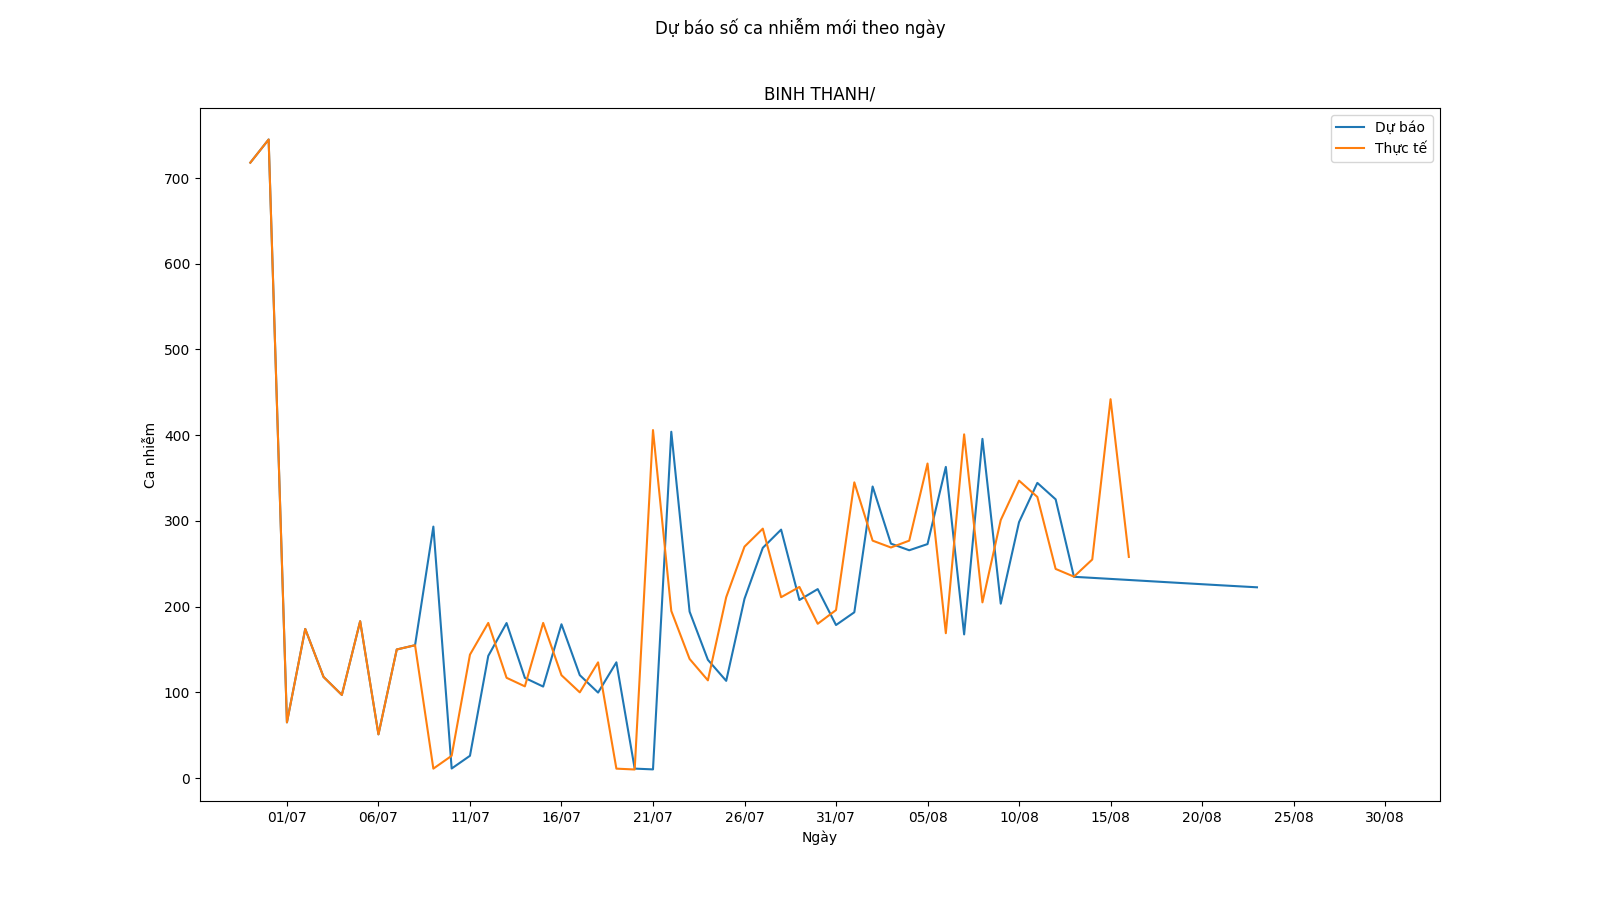 Dự báo số ca nhiễm mới theo ngày
BINH THANH/
Dự báo
Thực tế
700
600
500
400
300
200
100
0
Ca nhiễm
01/07 06/07 11/07 16/07 21/07 26/07 31/07 05/08 10/08 15/08 20/08 25/08 30/08
Ngày